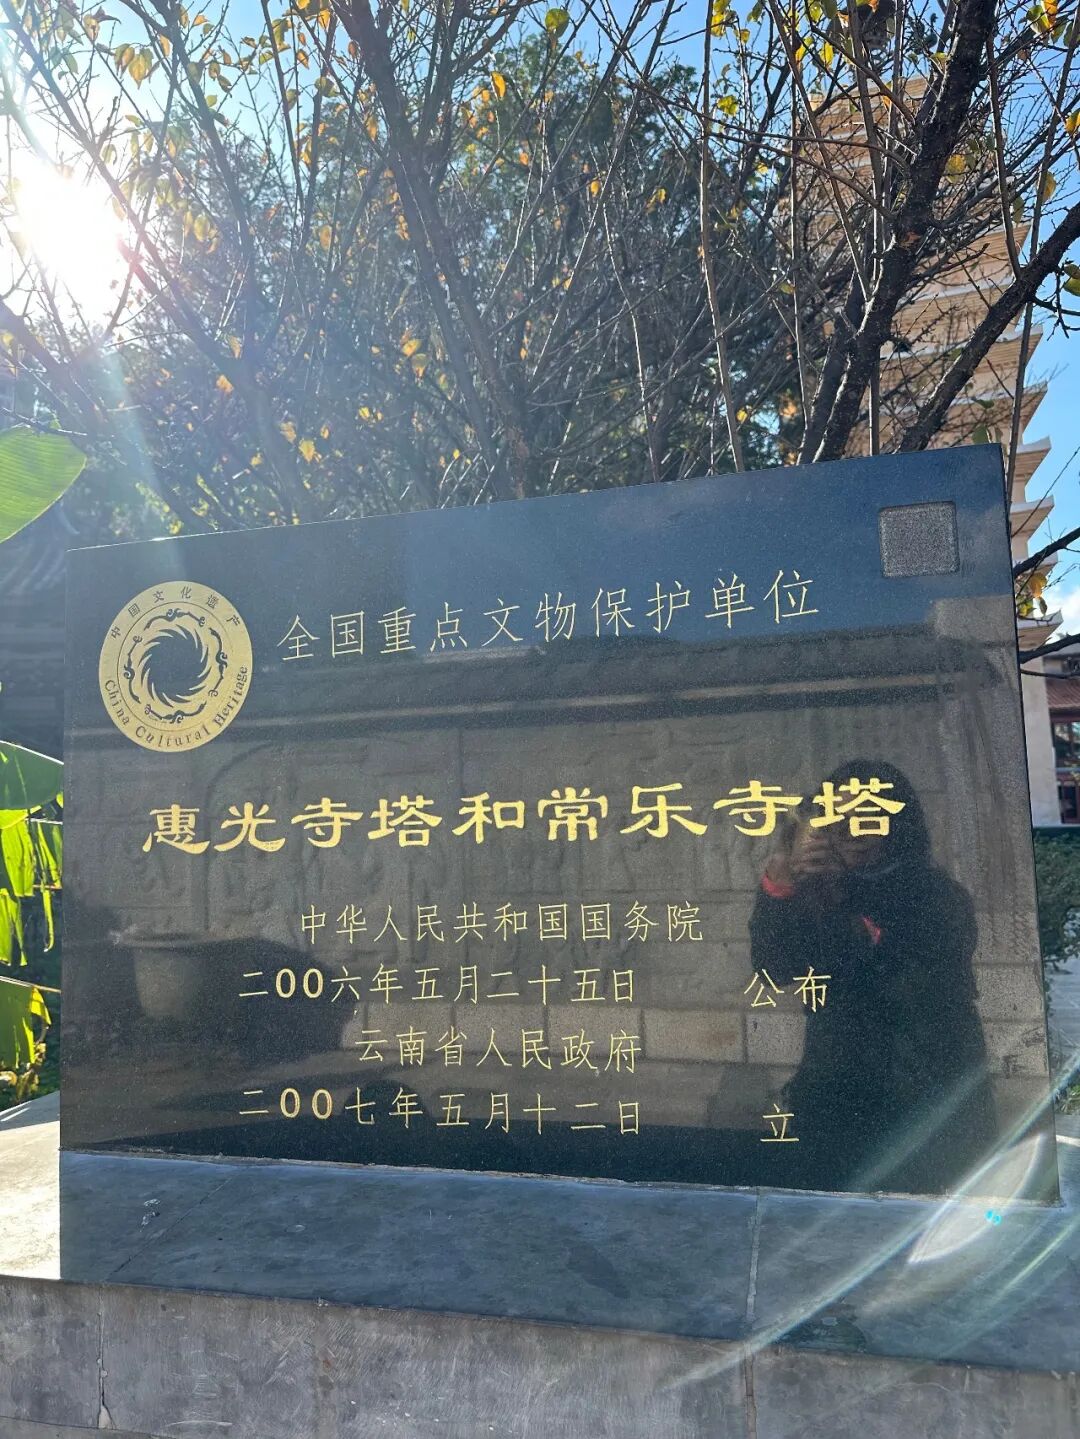 中国文化遗产
China Cultural Heritage
全国重点文物保护单位
惠光寺塔和常乐寺塔
中华人民共和国国务院
二00六年五月二十五日 公布
云南省人民政府
二00七年五月十二日 立